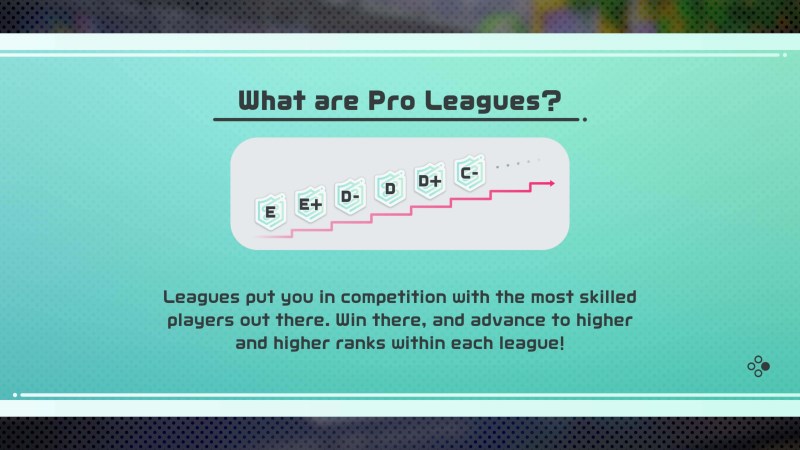 What are Pro Leagues?
E E+ D- D D+ C-
Leagues put you in competition with the most skilled
players out there. Win there, and advance to higher
and higher ranks within each league!